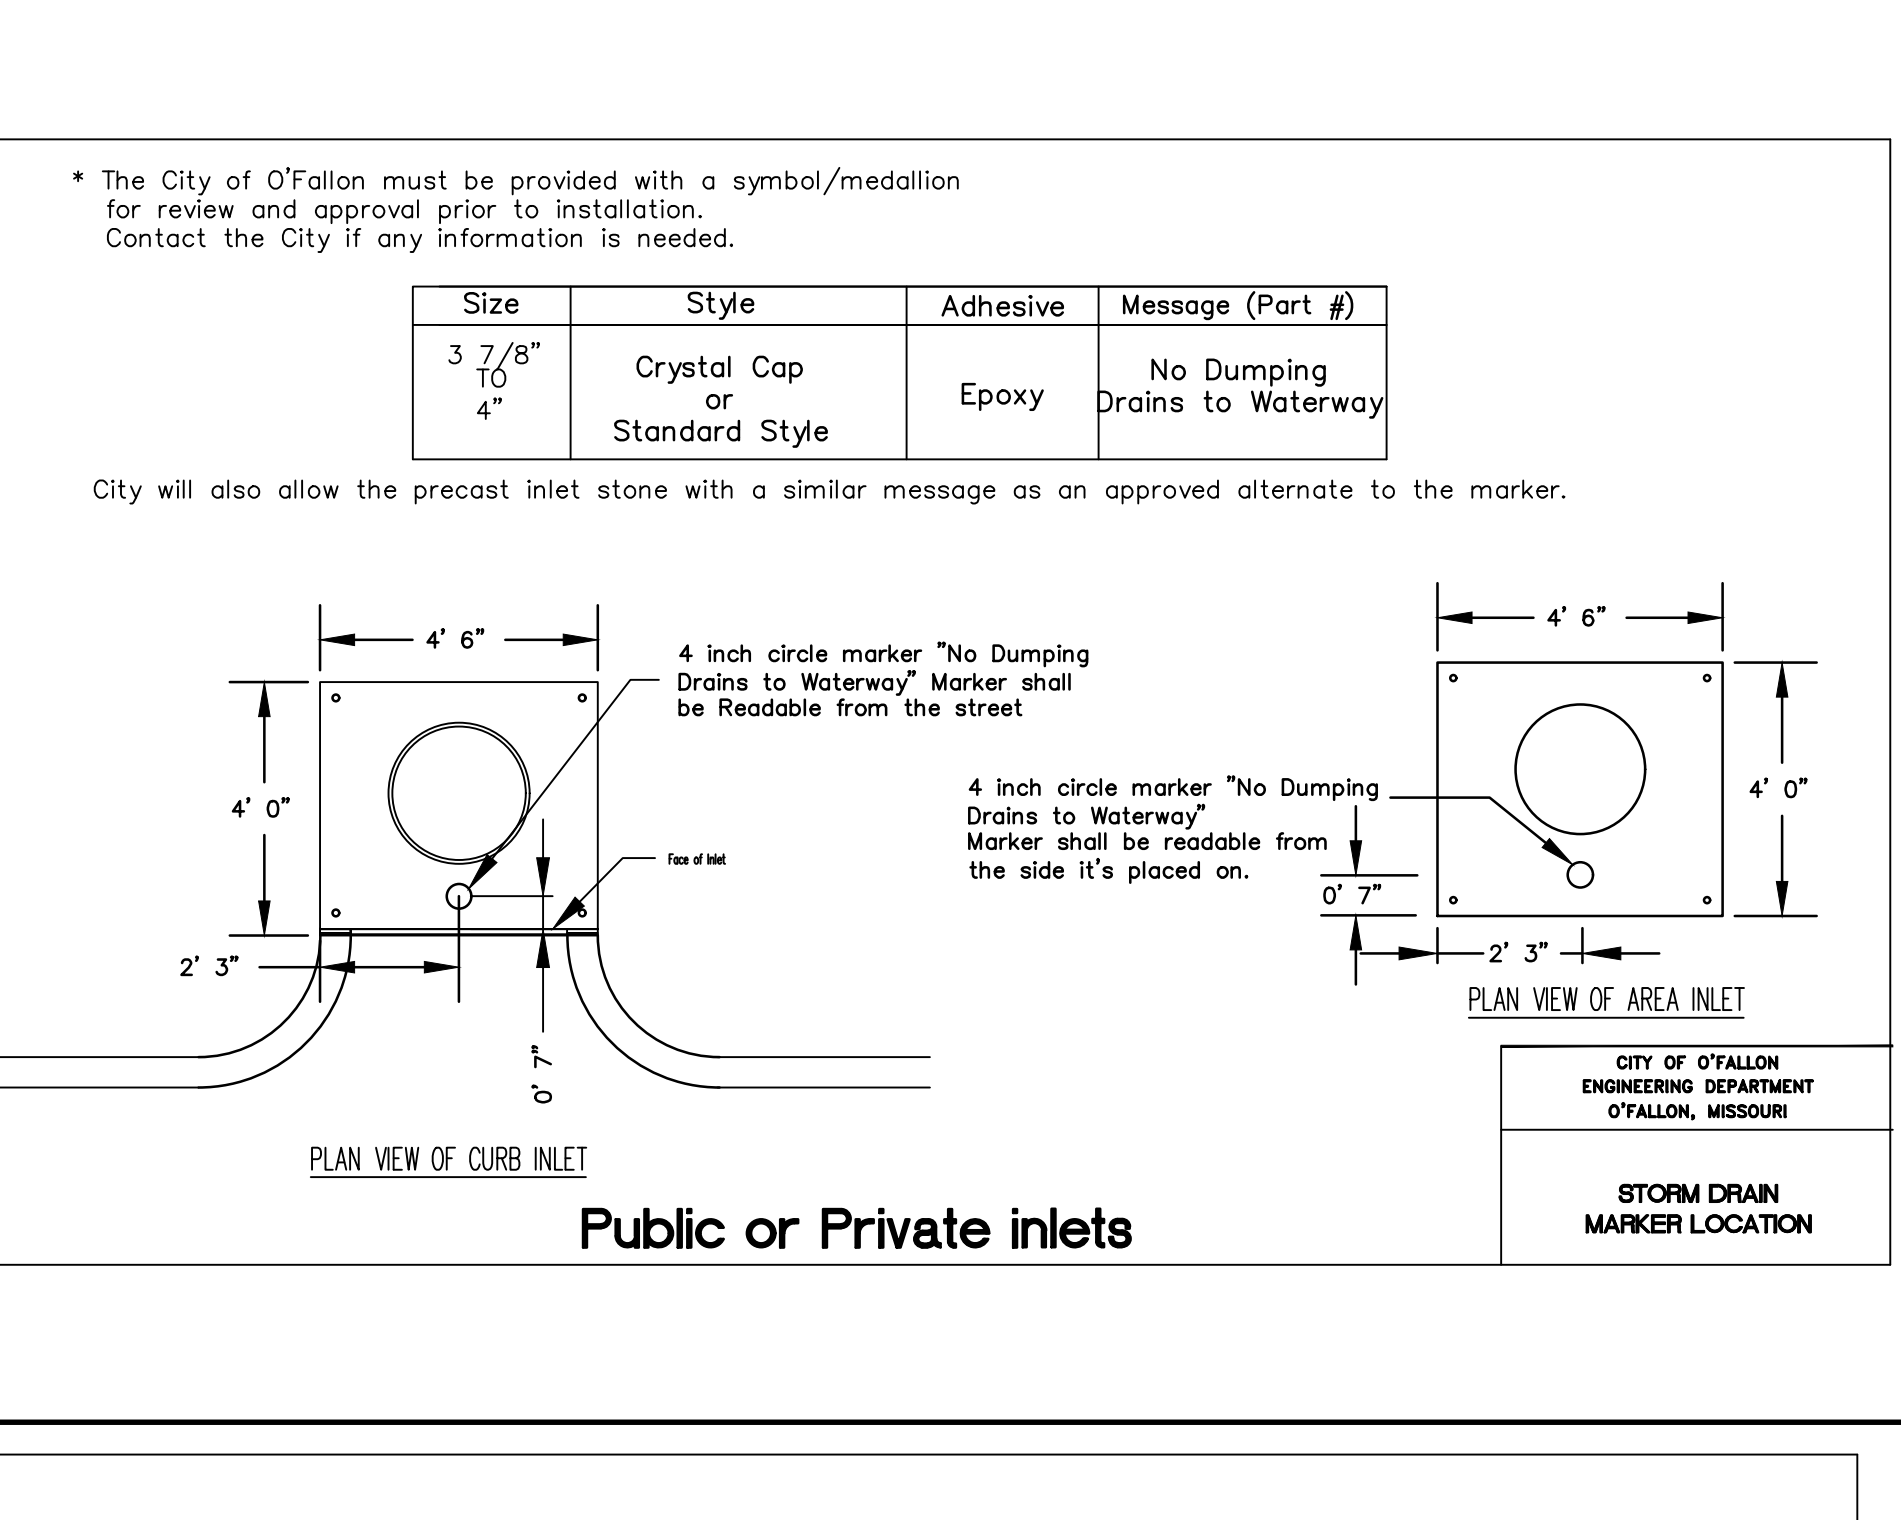 * The City of O'Fallon must be provided with a symbol/medallion
for review and approval prior to installation.
Contact the City if any information is needed.
Size Style Adhesive Message (Part #)
3 7/8"
TO
4"
Crystal Cap
or
Standard Style
Epoxy
No Dumping
Drains to Waterway
City will also allow the precast inlet stone with a similar message as an approved alternate to the marker.
4' 6"
4' 0"
4 inch circle marker "No Dumping
Drains to Waterway" Marker shall
be Readable from the street
Face of Inlet
2' 3"
0' 7"
PLAN VIEW OF CURB INLET
4' 6"
4' 0"
4 inch circle marker "No Dumping
Drains to Waterway"
Marker shall be readable from
the side it's placed on.
0' 7"
2' 3"
PLAN VIEW OF AREA INLET
Public or Private inlets
CITY OF O'FALLON
ENGINEERING DEPARTMENT
O'FALLON, MISSOURI
STORM DRAIN
MARKER LOCATION